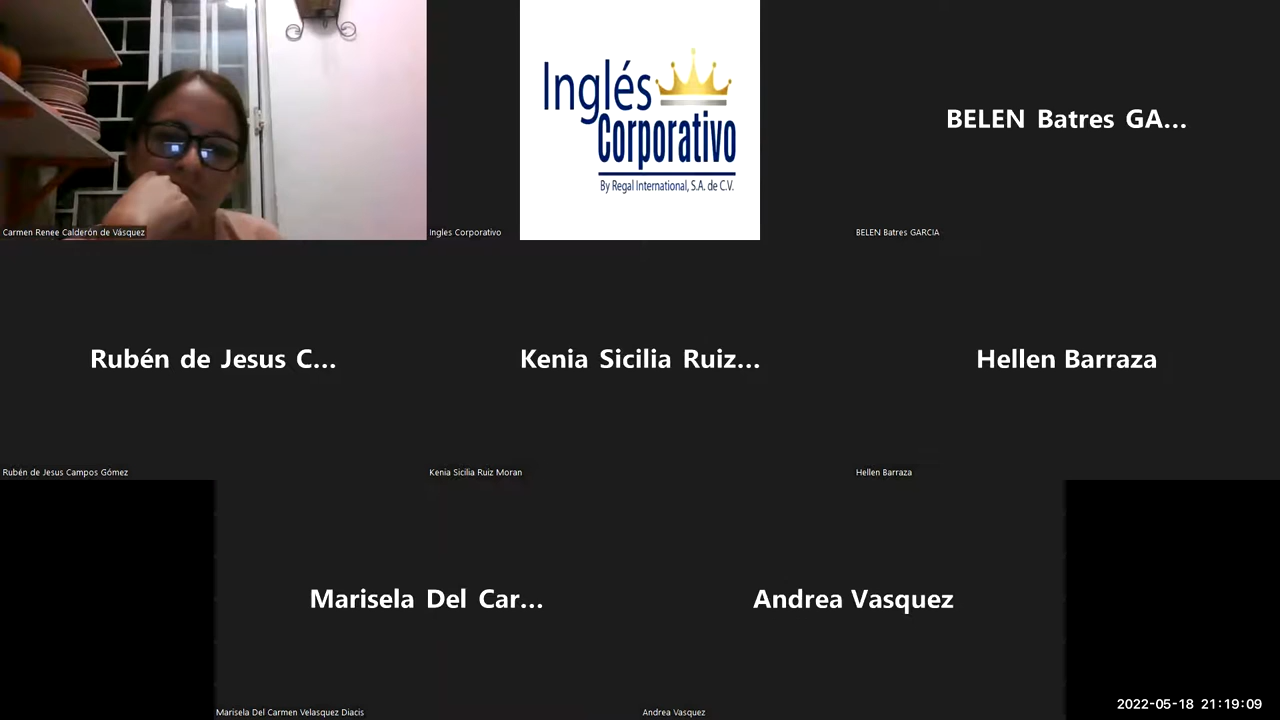 Inglés
Corporativo
By Regal International, S.A. de C.V.
BELEN Batres GA...
Carmen Renee Calderón de Vásquez
Ingles Corporativo
BELEN Batres GARCIA
Rubén de Jesus C...
Kenia Sicilia Ruiz...
Hellen Barraza
Rubén de Jesus Campos Gómez
Kenia Sicilia Ruiz Moran
Hellen Barraza
Marisela Del Car...
Andrea Vasquez
Marisela Del Carmen Velasquez Diacis
Andrea Vasquez
2022-05-18 21:19:09